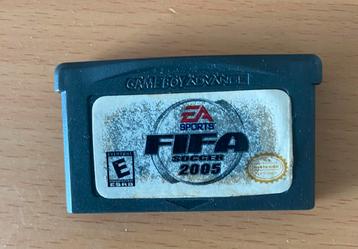 GAME BOY ADVANCE
EA
SPORTS
FIFA
SOCCER
2005
E
ESRB